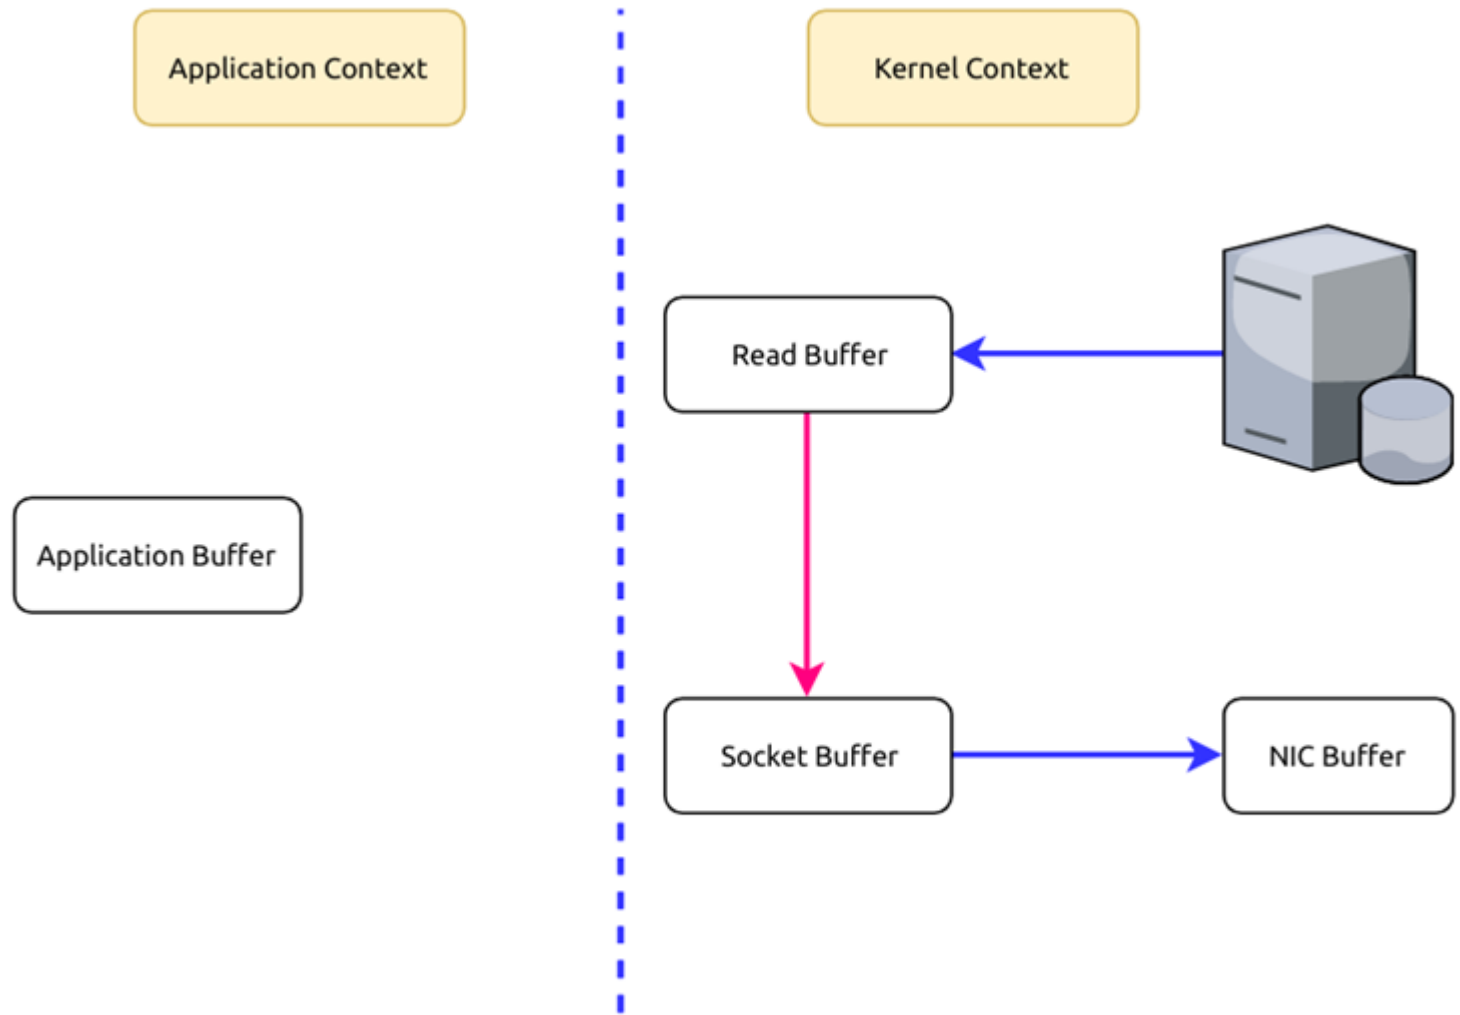 Application Context
Kernel Context
Read Buffer
Application Buffer
Socket Buffer
NIC Buffer